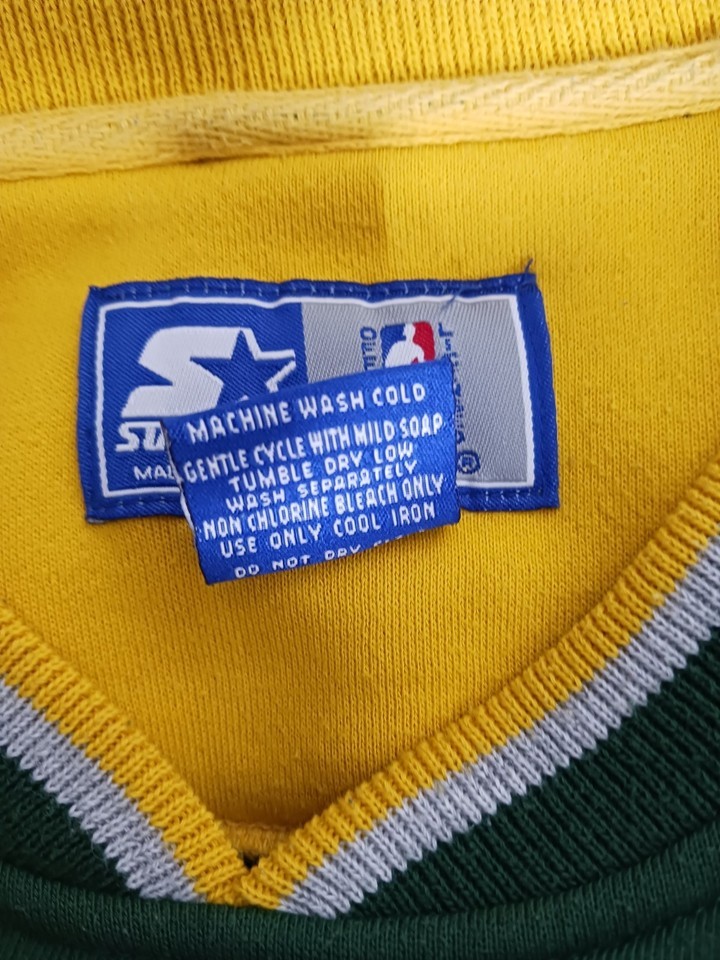 MACHINE WASH COLD
GENTLE CYCLE WITH MILD SOAP
TUMBLE DRY LOW
WASH SEPARATELY
NON CHLORINE BLEACH ONLY
USE ONLY COOL IRON
DO NOT DRY